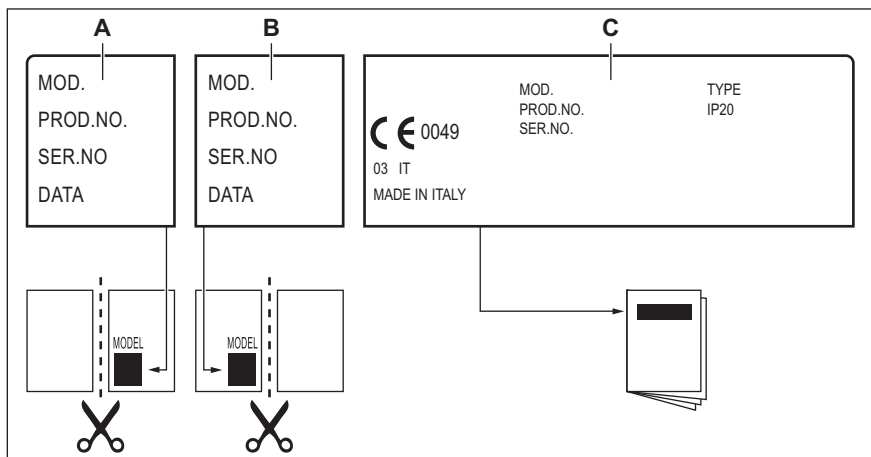 A
B
C
MOD.
PROD.NO.
SER.NO
DATA
MOD.
PROD.NO.
SER.NO
DATA
MOD.
PROD.NO.
SER.NO.
TYPE
IP20
CE 0049
03 IT
MADE IN ITALY
MODEL
MODEL